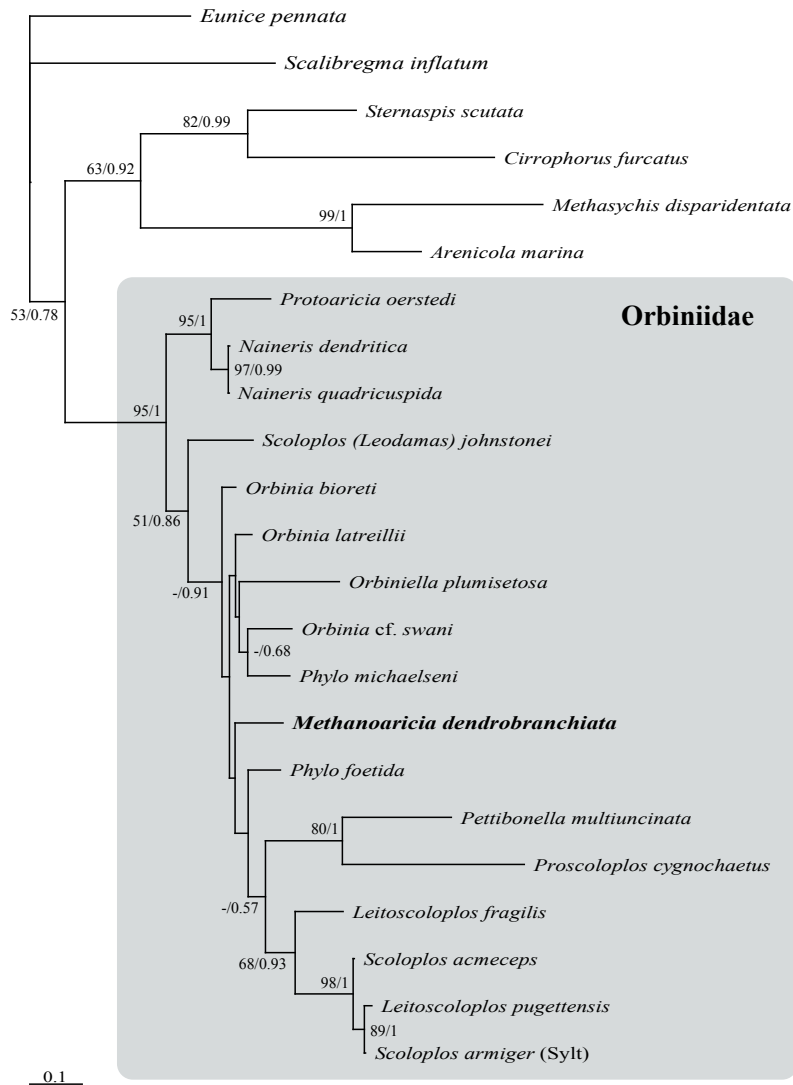 Eunice pennata
Scalibregma inflatum
82/0.99
Sternaspis scutata
63/0.92
Cirrophorus furcatus
99/1
Methasychis disparidentata
Arenicola marina
53/0.78
Orbiniidae
Protoaricia oerstedi
95/1
Naineris dendritica
97/0.99
Naineris quadricuspida
95/1
Scoloplos (Leodamas) johnstonei
Orbinia bioreti
51/0.86
Orbinia latreillii
-/0.91
Orbiniella plumisetosa
Orbinia cf. swani
-/0.68
Phylo michaelseni
Methanoaricia dendrobranchiata
Phylo foetida
Pettibonella multiuncinata
80/1
Proscoloplos cygnochaetus
-/0.57
Leitoscoloplos fragilis
68/0.93
Scoloplos acmeceps
98/1
Leitoscoloplos pugettensis
89/1
Scoloplos armiger (Sylt)
0.1